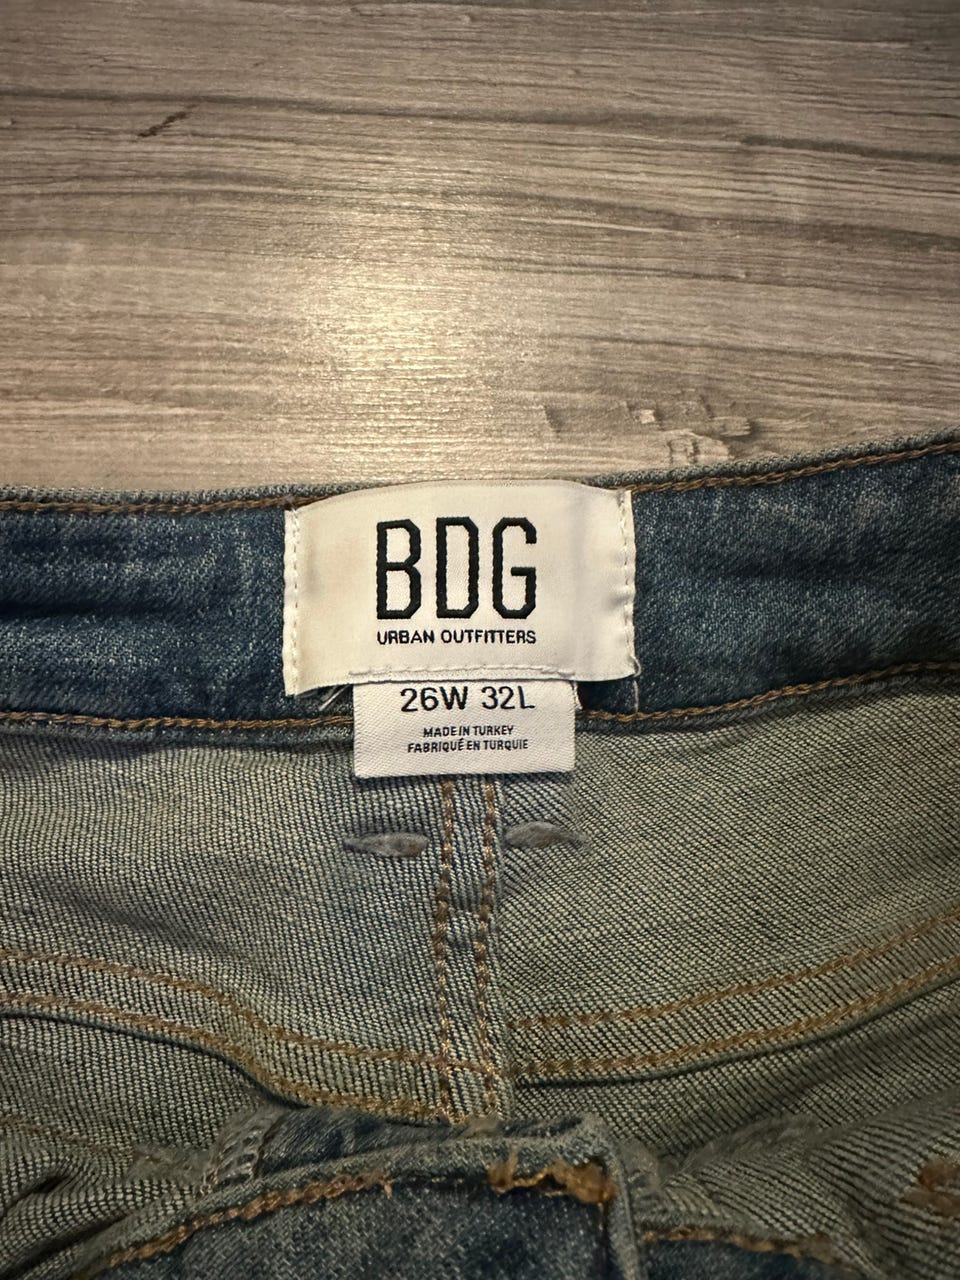 BDG
URBAN OUTFITTERS
26W 32L
MADE IN TURKEY
FABRIQUÉ EN TURQUIE